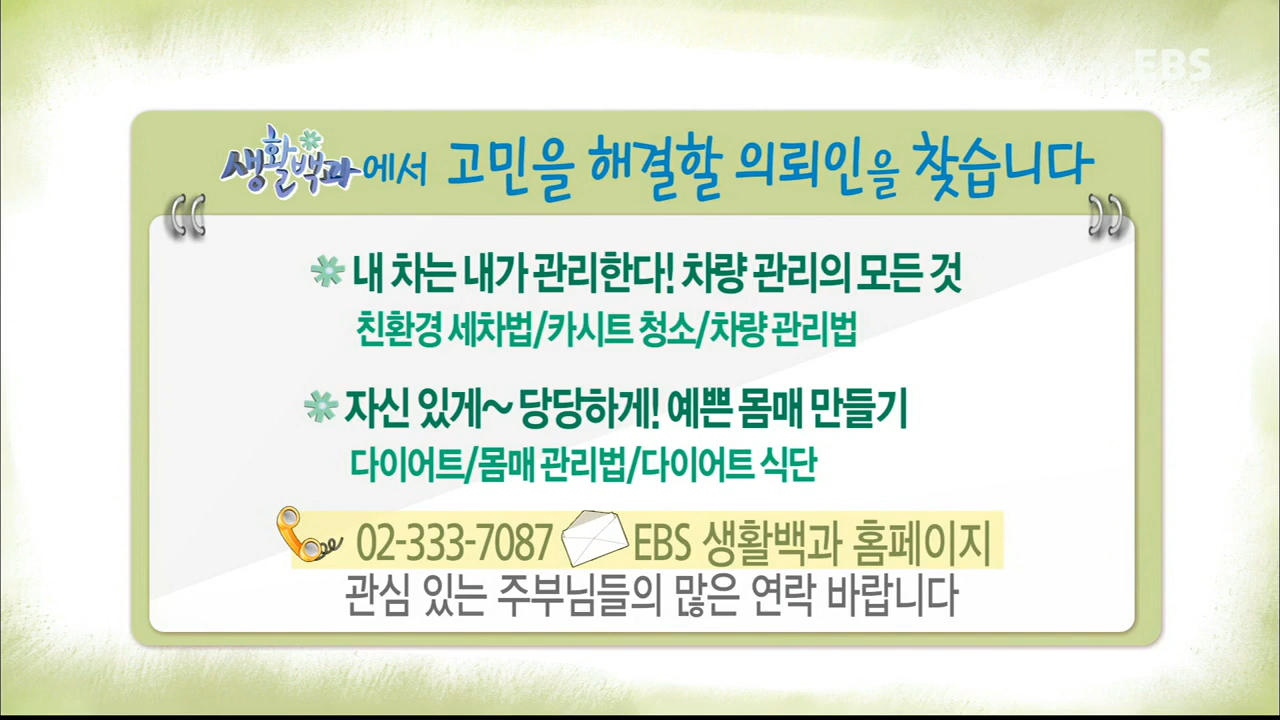 EBS
생활백과에서 고민을 해결할 의뢰인을 찾습니다
내 차는 내가 관리한다! 차량 관리의 모든 것
친환경 세차법/카시트 청소/차량 관리법
자신 있게~ 당당하게! 예쁜 몸매 만들기
다이어트/몸매 관리법/다이어트 식단
02-333-7087 EBS 생활백과 홈페이지
관심 있는 주부님들의 많은 연락 바랍니다